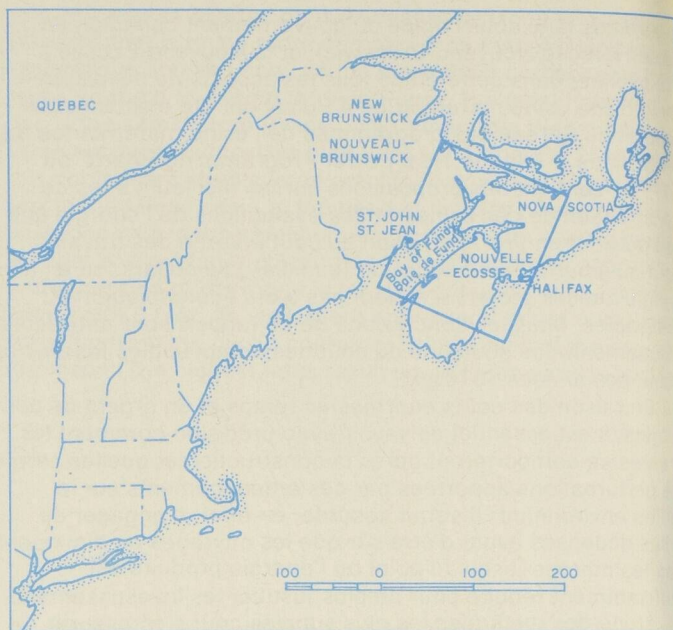 QUEBEC
NEW
BRUNSWICK
NOUVEAU-
BRUNSWICK
ST. JOHN
ST. JEAN
NOVA SCOTIA
Bay of Fundy
Baie de Fundy
NOUVELLE
-ECOSSE
HALIFAX
100 0 100 200